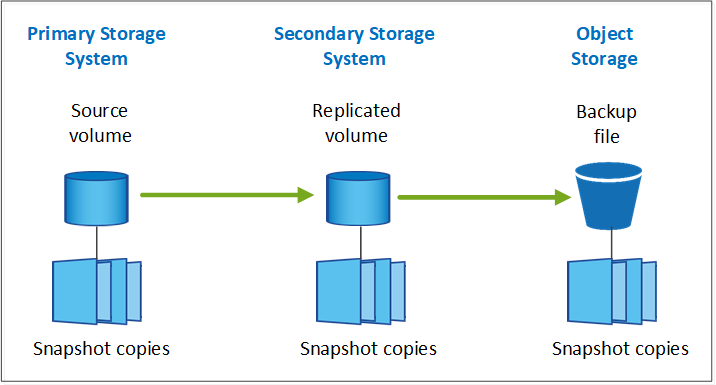 Primary Storage
System
Secondary Storage
System
Object
Storage
Source
volume
Replicated
volume
Backup
file
Snapshot copies
Snapshot copies
Snapshot copies